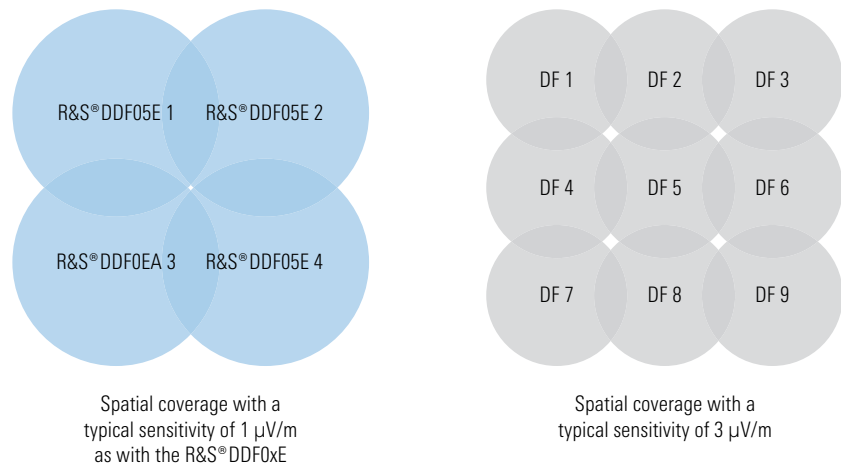 R&S®DDF05E 1
R&S®DDF05E 2
R&S®DDF0EA 3
R&S®DDF05E 4
Spatial coverage with a
typical sensitivity of 1 µV/m
as with the R&S®DDF0xE
DF 1
DF 2
DF 3
DF 4
DF 5
DF 6
DF 7
DF 8
DF 9
Spatial coverage with a
typical sensitivity of 3 µV/m